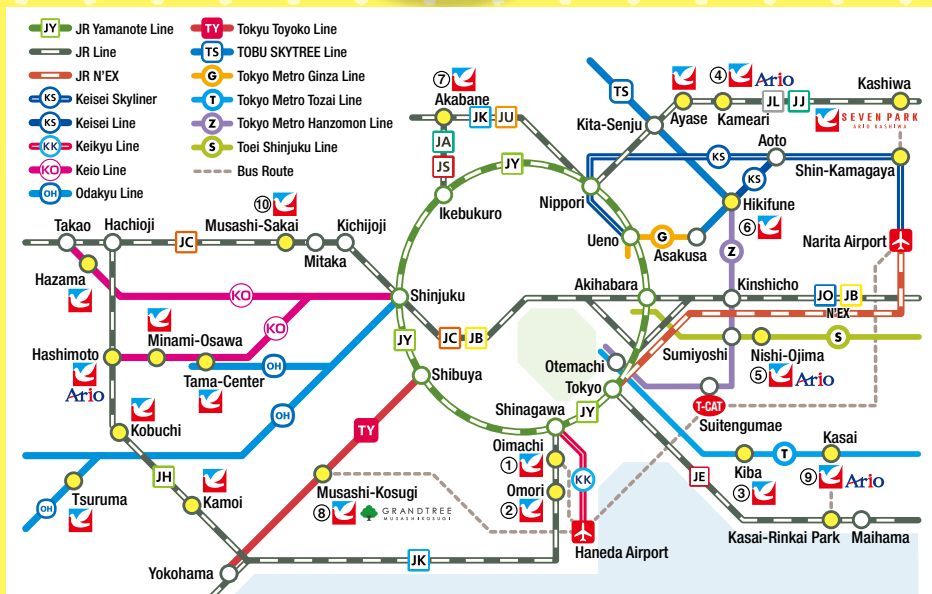 JY JR Yamanote Line
JR Line
JR N'EX
KS Keisei Skyliner
KS Keisei Line
KK Keikyu Line
KO Keio Line
OH Odakyu Line
TY Tokyu Toyoko Line
TS TOBU SKYTREE Line
G Tokyo Metro Ginza Line
T Tokyo Metro Tozai Line
Z Tokyo Metro Hanzomon Line
S Toei Shinjuku Line
Bus Route
⑦
Akabane
JK JU
JA
JS
Ikebukuro
JY
TS
Kita-Senju
Ayase
④ Ario
Kameari
JL JJ
Kashiwa
SEVEN PARK
ARIO KASHIWA
KS
Aoto
Shin-Kamagaya
KS
Nippori
Hikifune
⑥
Ueno
G
Asakusa
Z
Narita Airport
⑩
Takao
Hachioji
JC
Musashi-Sakai
Mitaka
Kichijoji
Hazama
KO
Shinjuku
Akihabara
Kinshicho
JO JB
N'EX
KO
Minami-Osawa
Hashimoto
Ario
Tama-Center
OH
JY
JC JB
Sumiyoshi
Nishi-Ojima
S
⑤ Ario
Otemachi
Tokyo
Shibuya
Kobuchi
OH
TY
Shinagawa
JY
T-CAT
Suitengumae
Oimachi
①
KK
Kiba
③
T
Kasai
⑨ Ario
OH
Tsuruma
JH
Kamoi
Musashi-Kosugi
⑧ GRANDTREE
MUSASHIKOSUGI
Omori
②
JE
Haneda Airport
Kasai-Rinkai Park
Maihama
JK
Yokohama